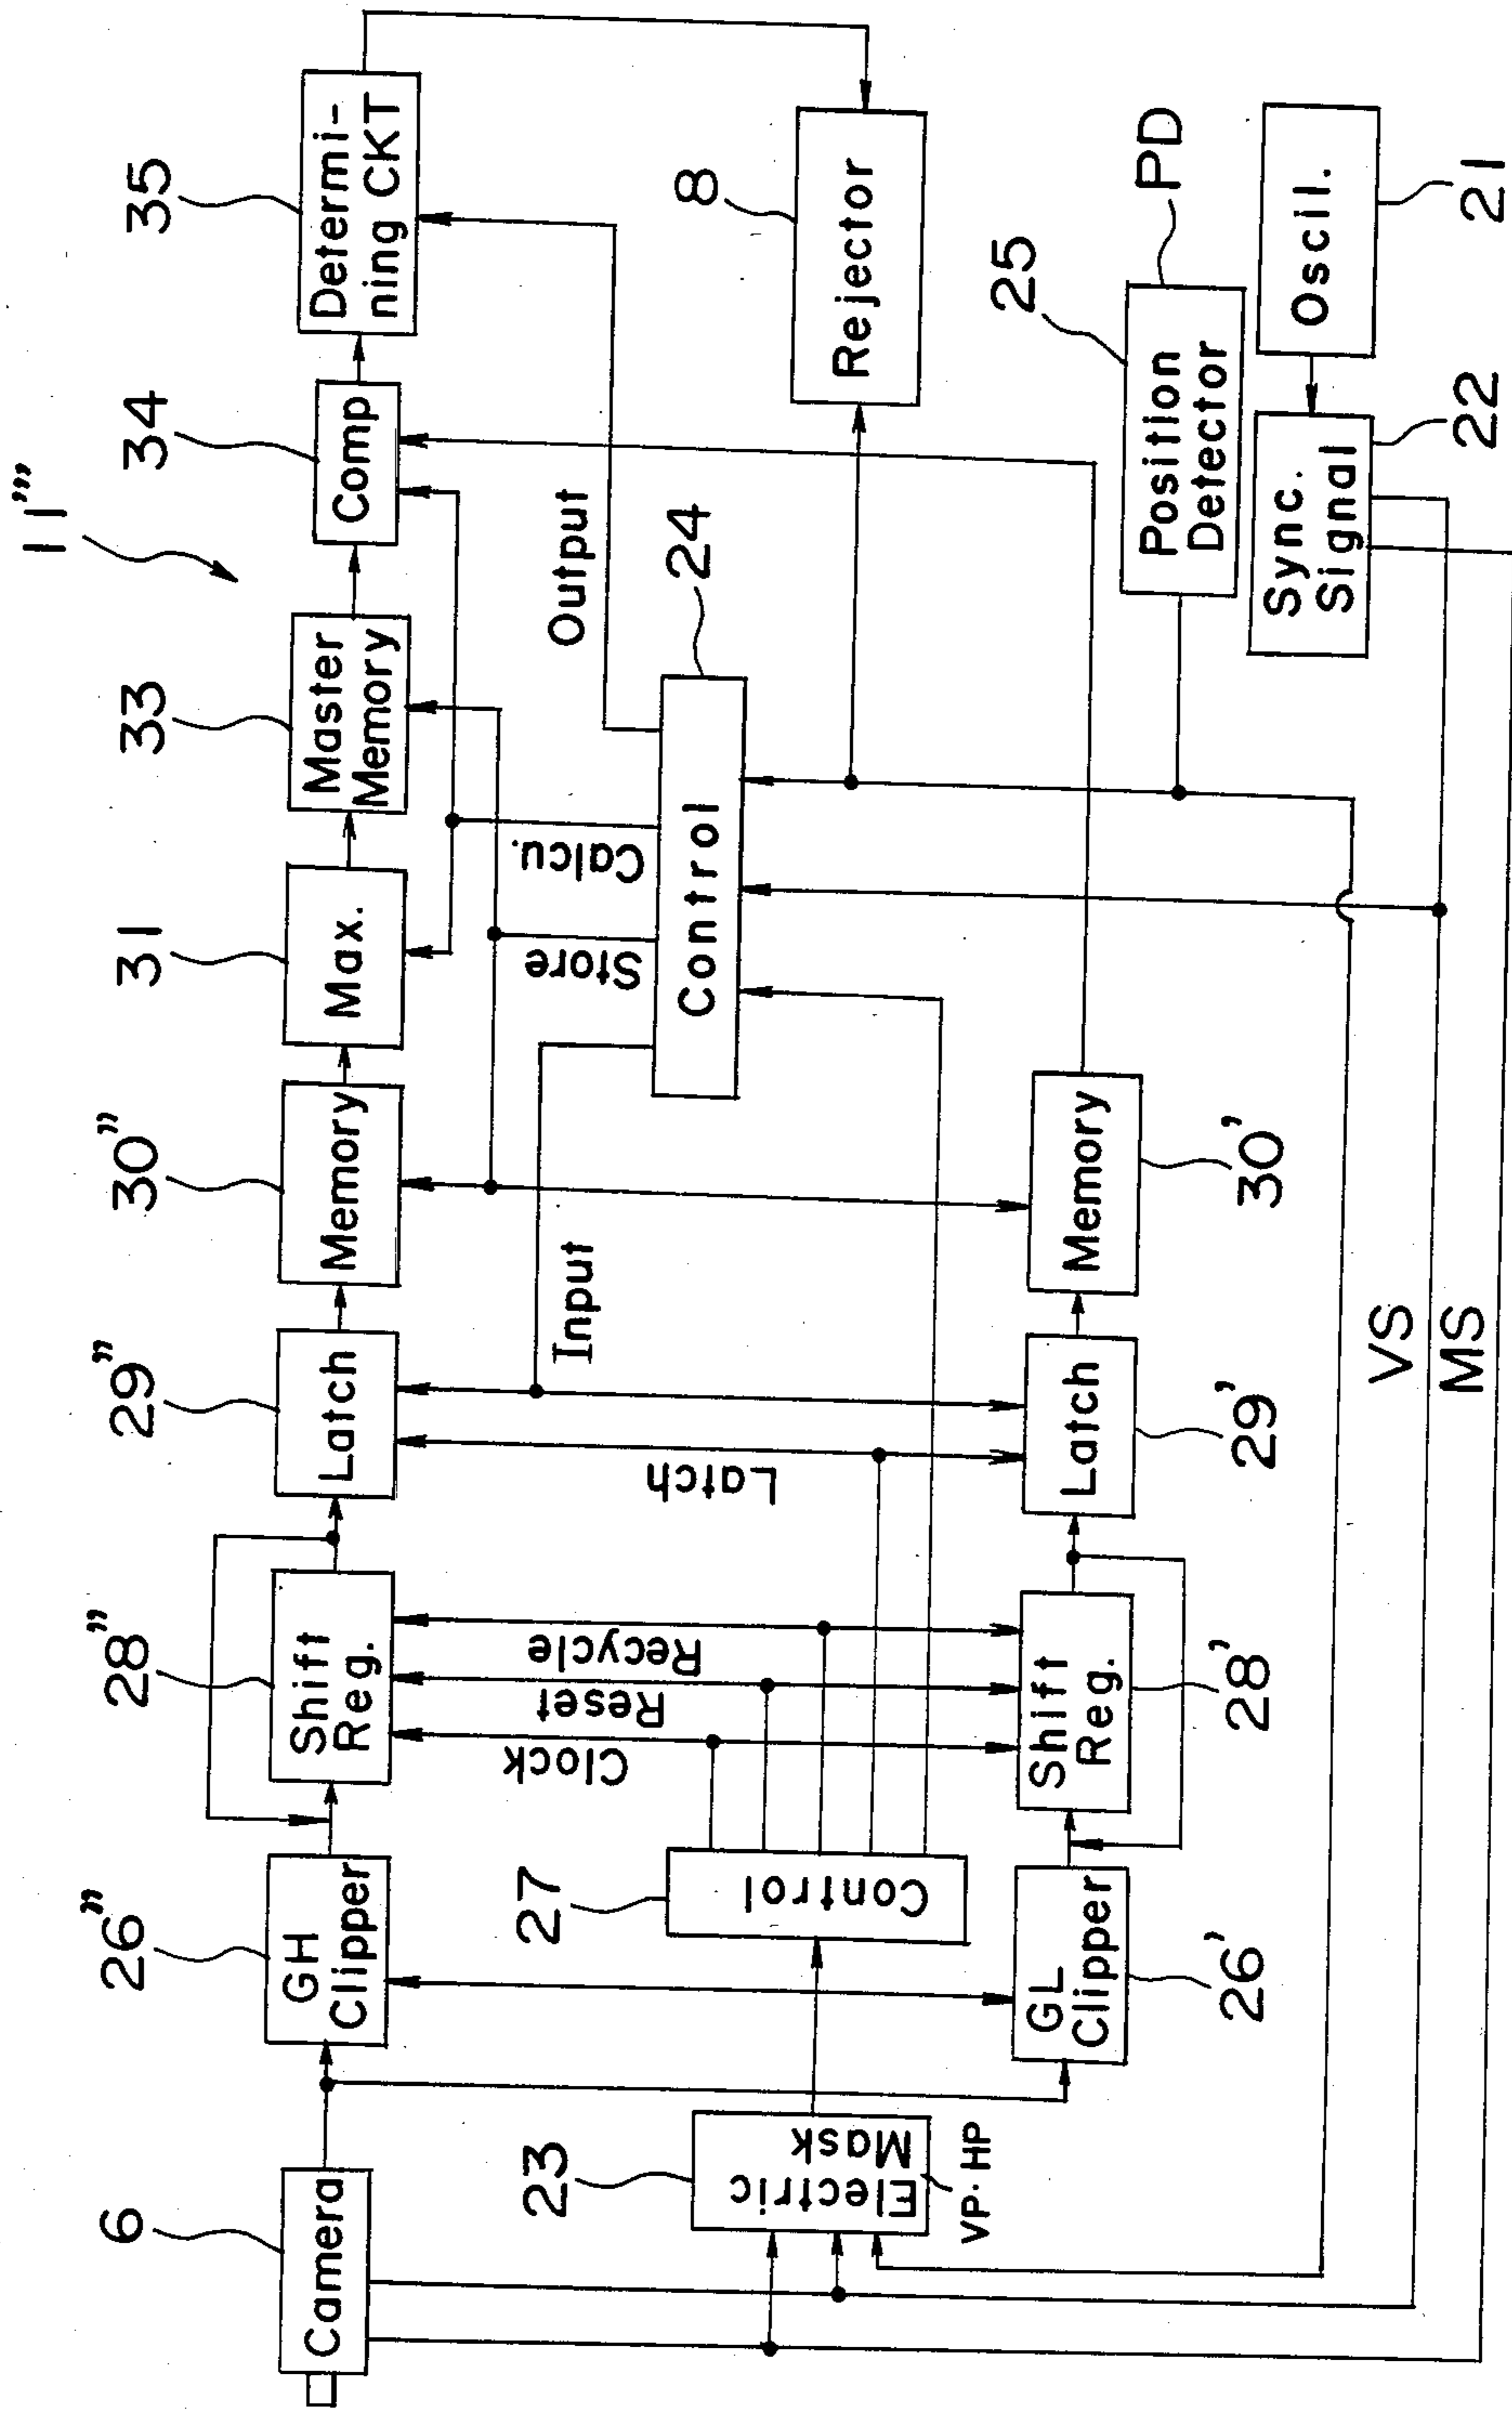 11'''
6
Camera
26"
GH
Clipper
28"
Shift
Reg.
29"
Latch
30"
Memory
31
Max.
33
Master
Memory
34
Comp
35
Determi-
ning CKT
Clock
Reset
Recycle
Latch
Input
Store
Calcu.
Output
23
Electric
Mask
VP. HP
27
Control
24
Control
8
Rejector
26'
GL
Clipper
28'
Shift
Reg.
29'
Latch
30'
Memory
25
PD
Position
Detector
Sync.
Signal
22
Oscil.
21
VS
MS